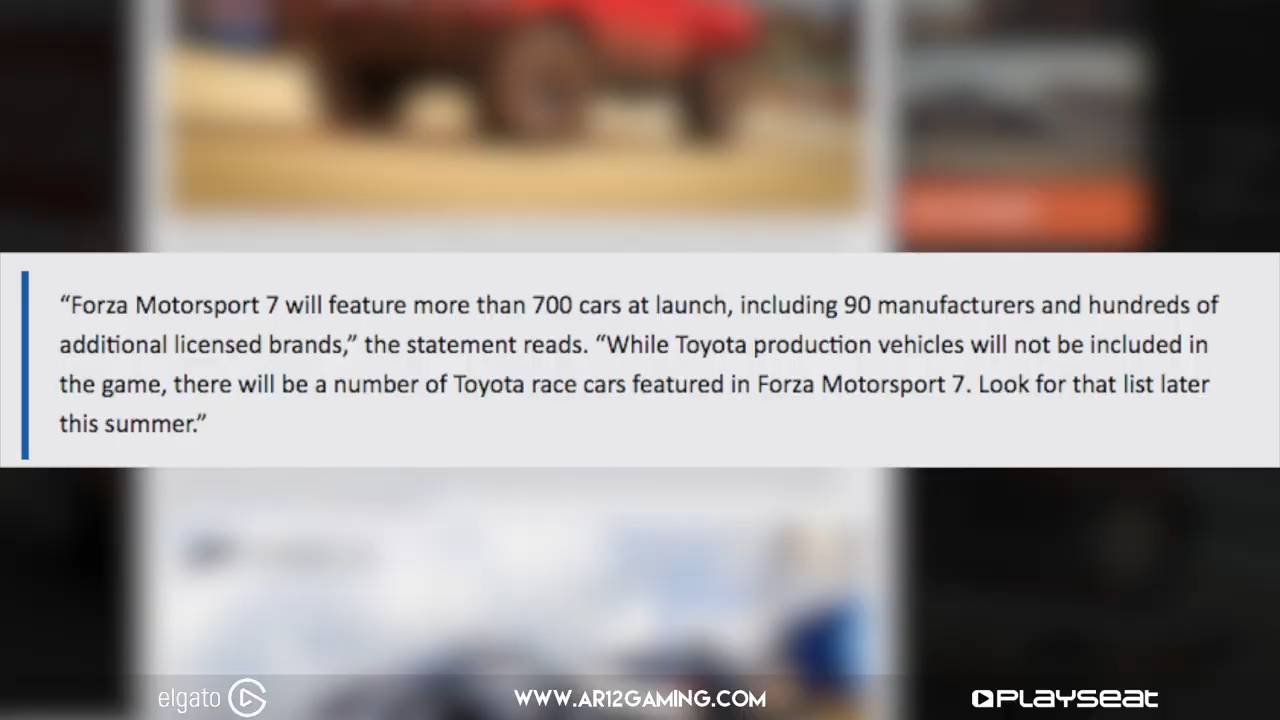 “Forza Motorsport 7 will feature more than 700 cars at launch, including 90 manufacturers and hundreds of
additional licensed brands,” the statement reads. “While Toyota production vehicles will not be included in
the game, there will be a number of Toyota race cars featured in Forza Motorsport 7. Look for that list later
this summer.”
elgato
WWW.AR12GAMING.COM
PLAYSEAT